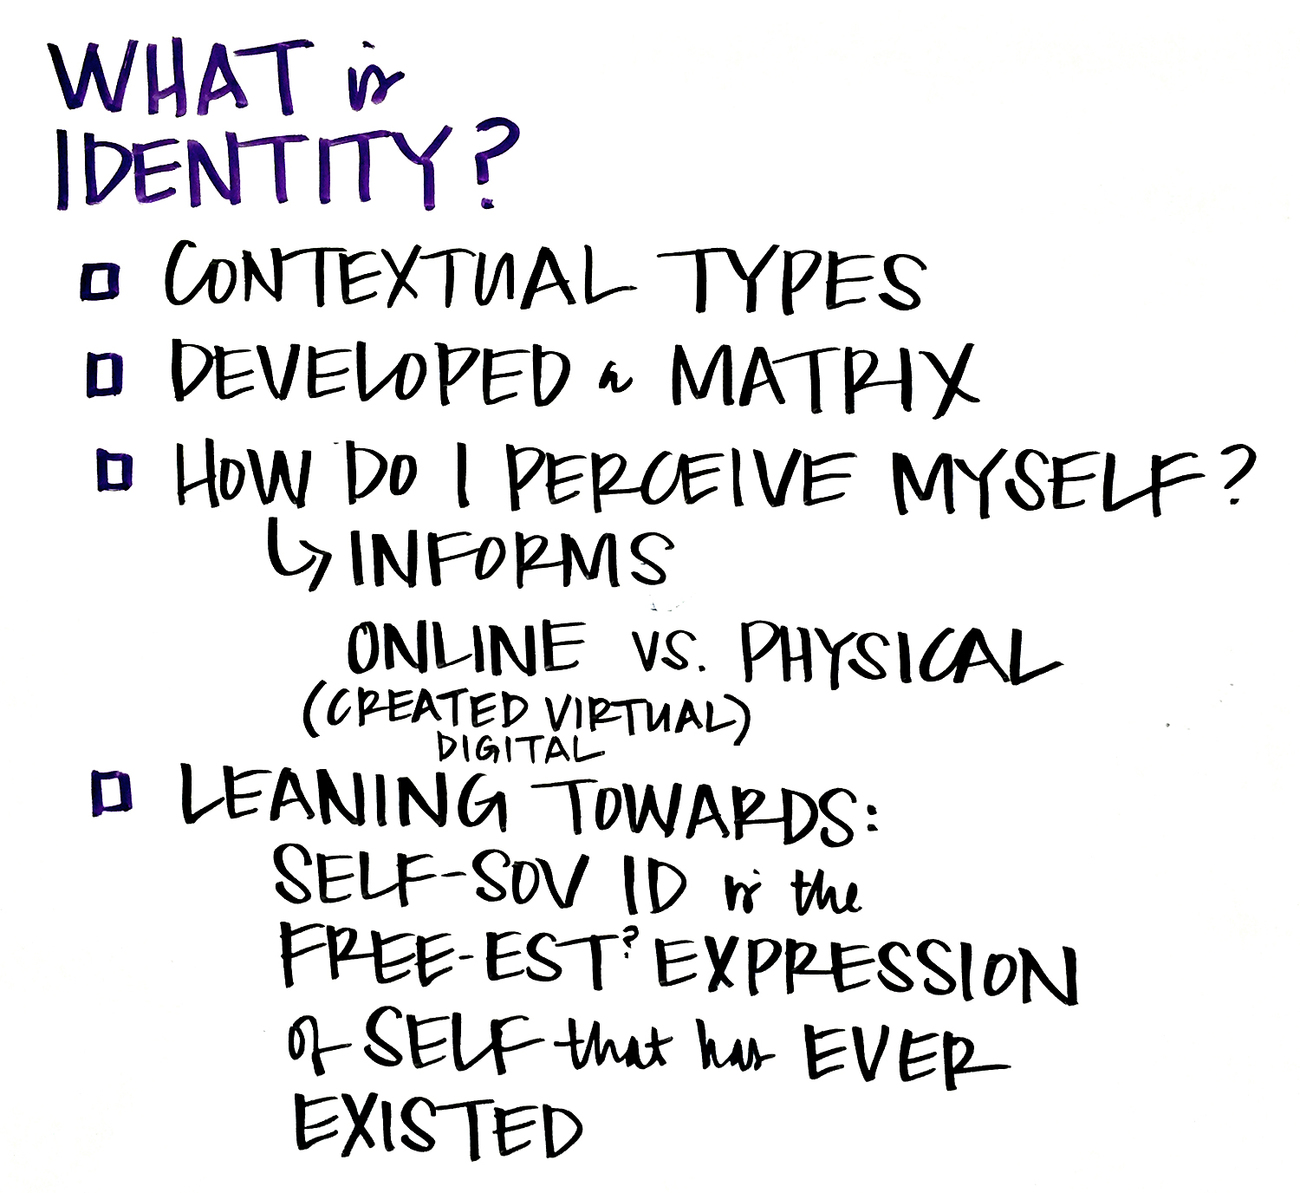 WHAT is
IDENTITY?
CONTEXTUAL TYPES
DEVELOPED a MATRIX
HOW DO I PERCEIVE MYSELF?
↳ INFORMS
ONLINE VS. PHYSICAL
(CREATED VIRTUAL)
DIGITAL
LEANING TOWARDS:
SELF-SOV ID is the
FREE-EST? EXPRESSION
of SELF that has EVER
EXISTED